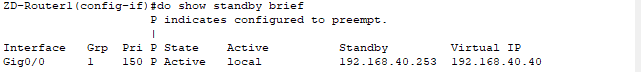 ZD-Router1(config-if)#do show standby brief
P indicates configured to preempt.
|
Interface Grp Pri P State Active Standby Virtual IP
Gig0/0 1 150 P Active local 192.168.40.253 192.168.40.40